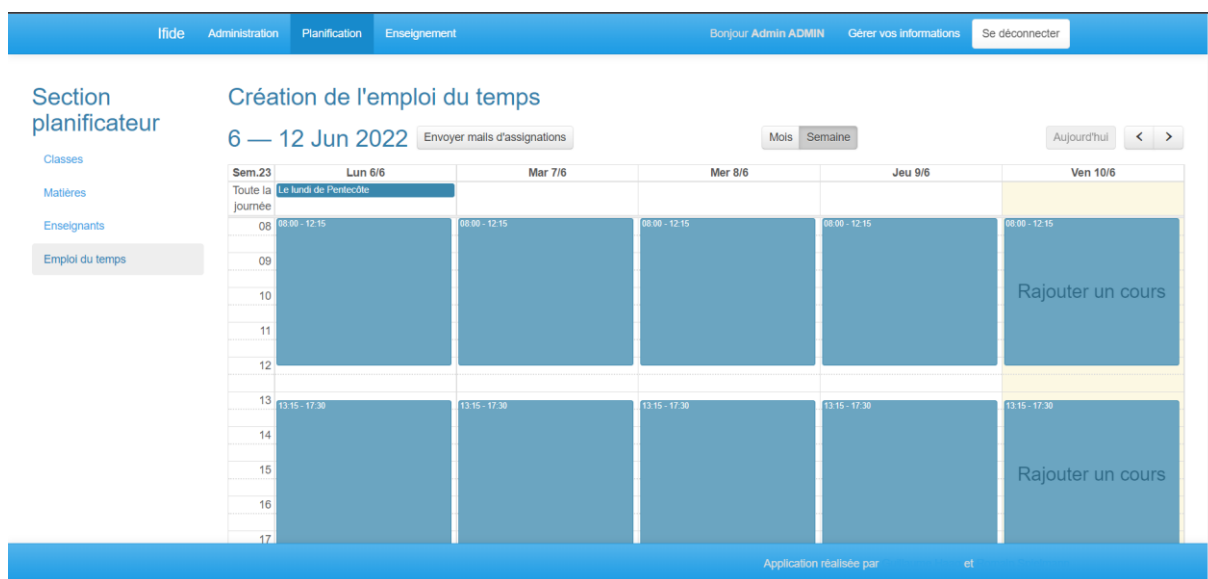 Ifide Administration Planification Enseignement Bonjour Admin ADMIN Gérer vos informations Se déconnecter
Section
planificateur
Classes
Matières
Enseignants
Emploi du temps
Création de l'emploi du temps
6 — 12 Jun 2022 Envoyer mails d'assignations Mois Semaine Aujourd'hui < >
Sem.23 Lun 6/6 Mar 7/6 Mer 8/6 Jeu 9/6 Ven 10/6
Toute la Le lundi de Pentecôte
journée
08 08:00 - 12:15 08:00 - 12:15 08:00 - 12:15 08:00 - 12:15 08:00 - 12:15
09
10 Rajouter un cours
11
12
13 13:15 - 17:30 13:15 - 17:30 13:15 - 17:30 13:15 - 17:30 13:15 - 17:30
14
15 Rajouter un cours
16
17
Application réalisée par et